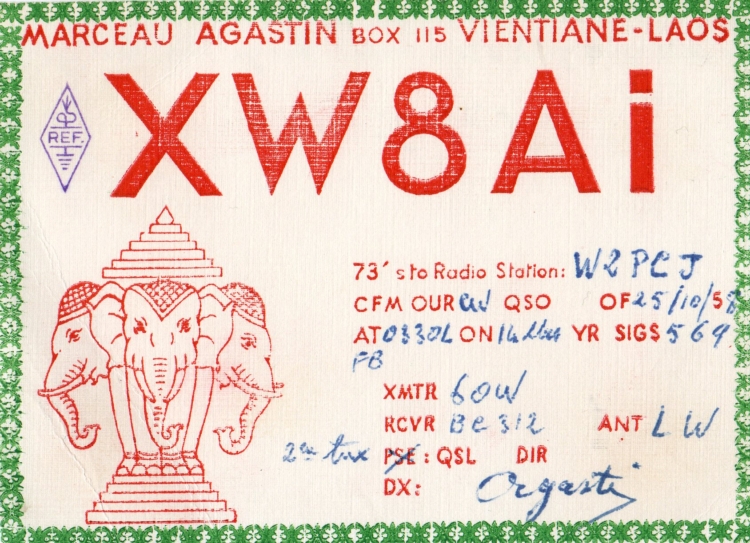 MARCEAU AGASTIN BOX 115 VIENTIANE-LAOS
XW8Ai
REF.
73's to Radio Station: W2PCJ
CFM OUR CW QSO OF 25/10/58
AT 0330L ON 14 YR SIGS 569
FB
XMTR 60W
RCVR BC 312 ANT LW
PSE: QSL DIR
DX: